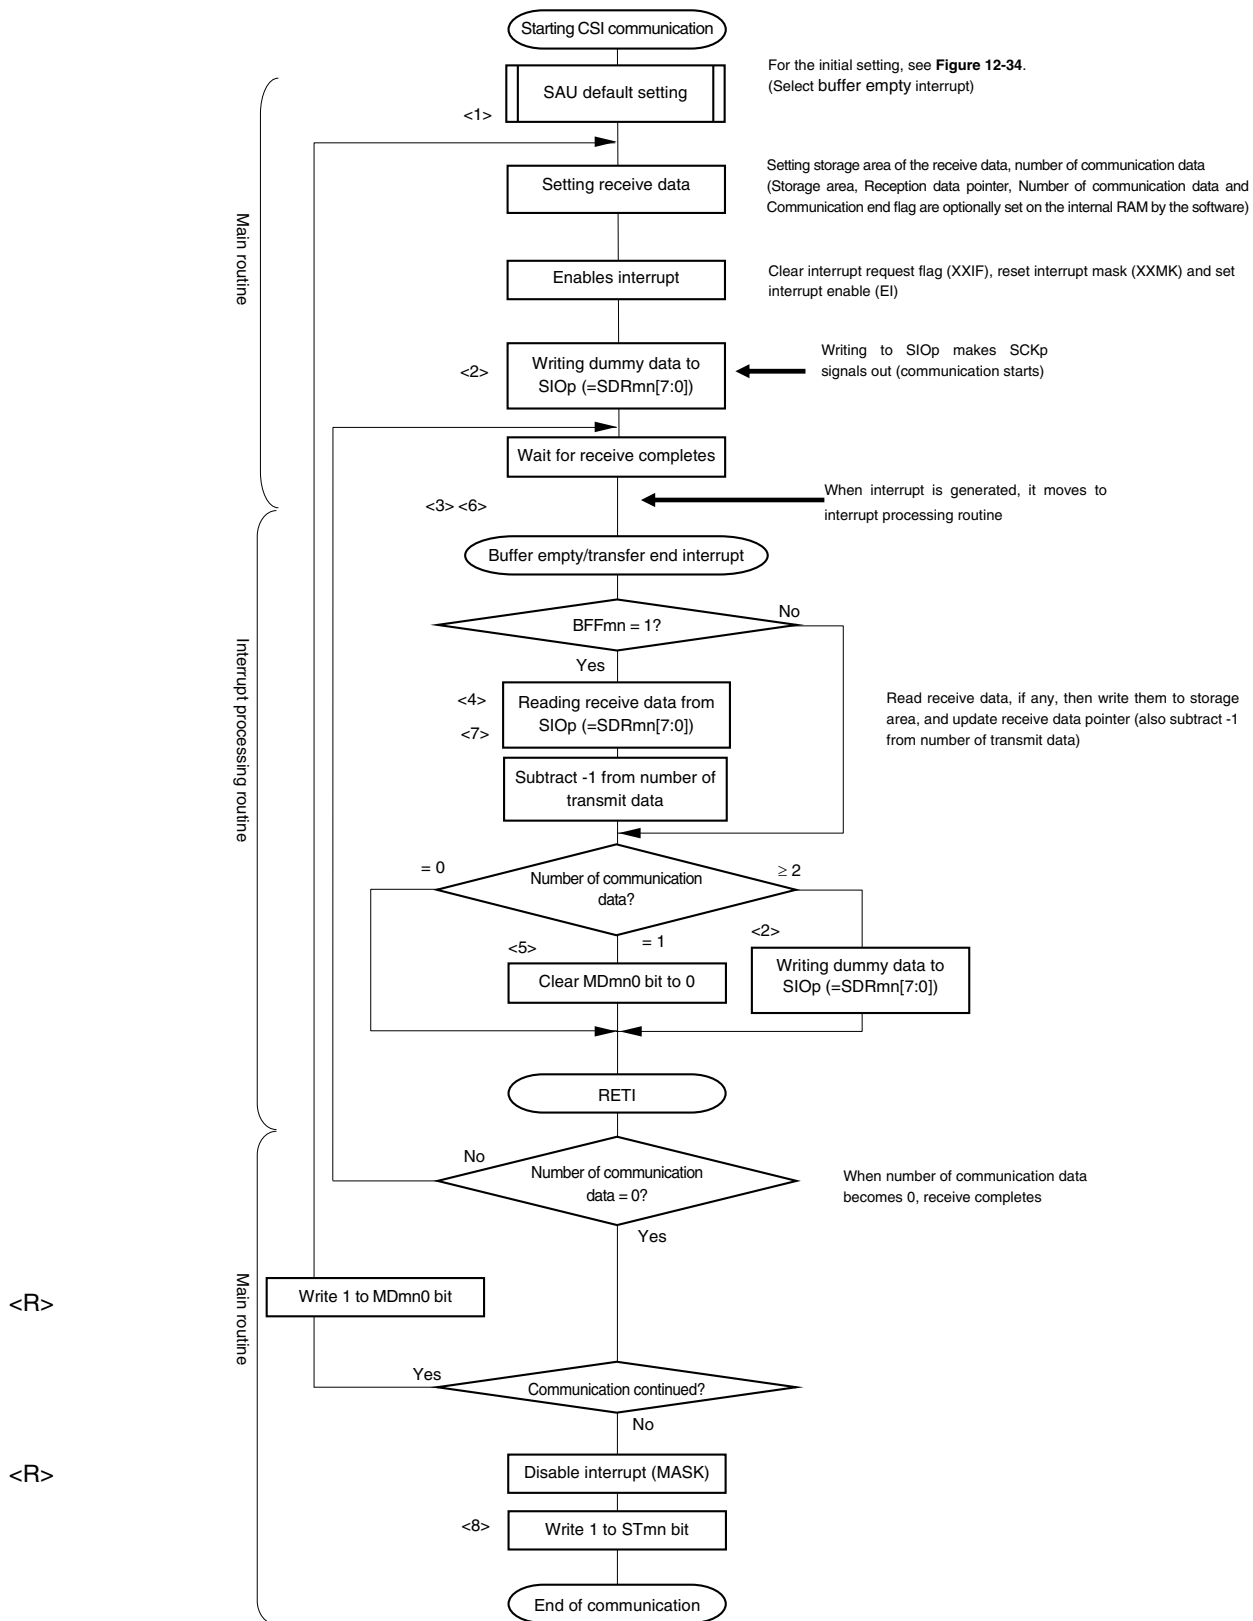 Starting CSI communication
For the initial setting, see Figure 12-34.
(Select buffer empty interrupt)
SAU default setting
<1>
Setting storage area of the receive data, number of communication data
(Storage area, Reception data pointer, Number of communication data and
Communication end flag are optionally set on the internal RAM by the software)
Setting receive data
Main routine
Enables interrupt
Clear interrupt request flag (XXIF), reset interrupt mask (XXMK) and set
interrupt enable (EI)
<2>
Writing dummy data to
SIOp (=SDRmn[7:0])
Writing to SIOp makes SCKp
signals out (communication starts)
Wait for receive completes
<3> <6>
When interrupt is generated, it moves to
interrupt processing routine
Buffer empty/transfer end interrupt
BFFmn = 1?
No
Yes
Interrupt processing routine
<4>
<7>
Reading receive data from
SIOp (=SDRmn[7:0])
Read receive data, if any, then write them to storage
area, and update receive data pointer (also subtract -1
from number of transmit data)
Subtract -1 from number of
transmit data
= 0
Number of communication
data?
≥ 2
= 1
<5>
Clear MDmn0 bit to 0
<2>
Writing dummy data to
SIOp (=SDRmn[7:0])
RETI
No
Number of communication
data = 0?
When number of communication data
becomes 0, receive completes
Yes
Main routine
<R>
Write 1 to MDmn0 bit
Yes
Communication continued?
No
<R>
Disable interrupt (MASK)
<8>
Write 1 to STmn bit
End of communication